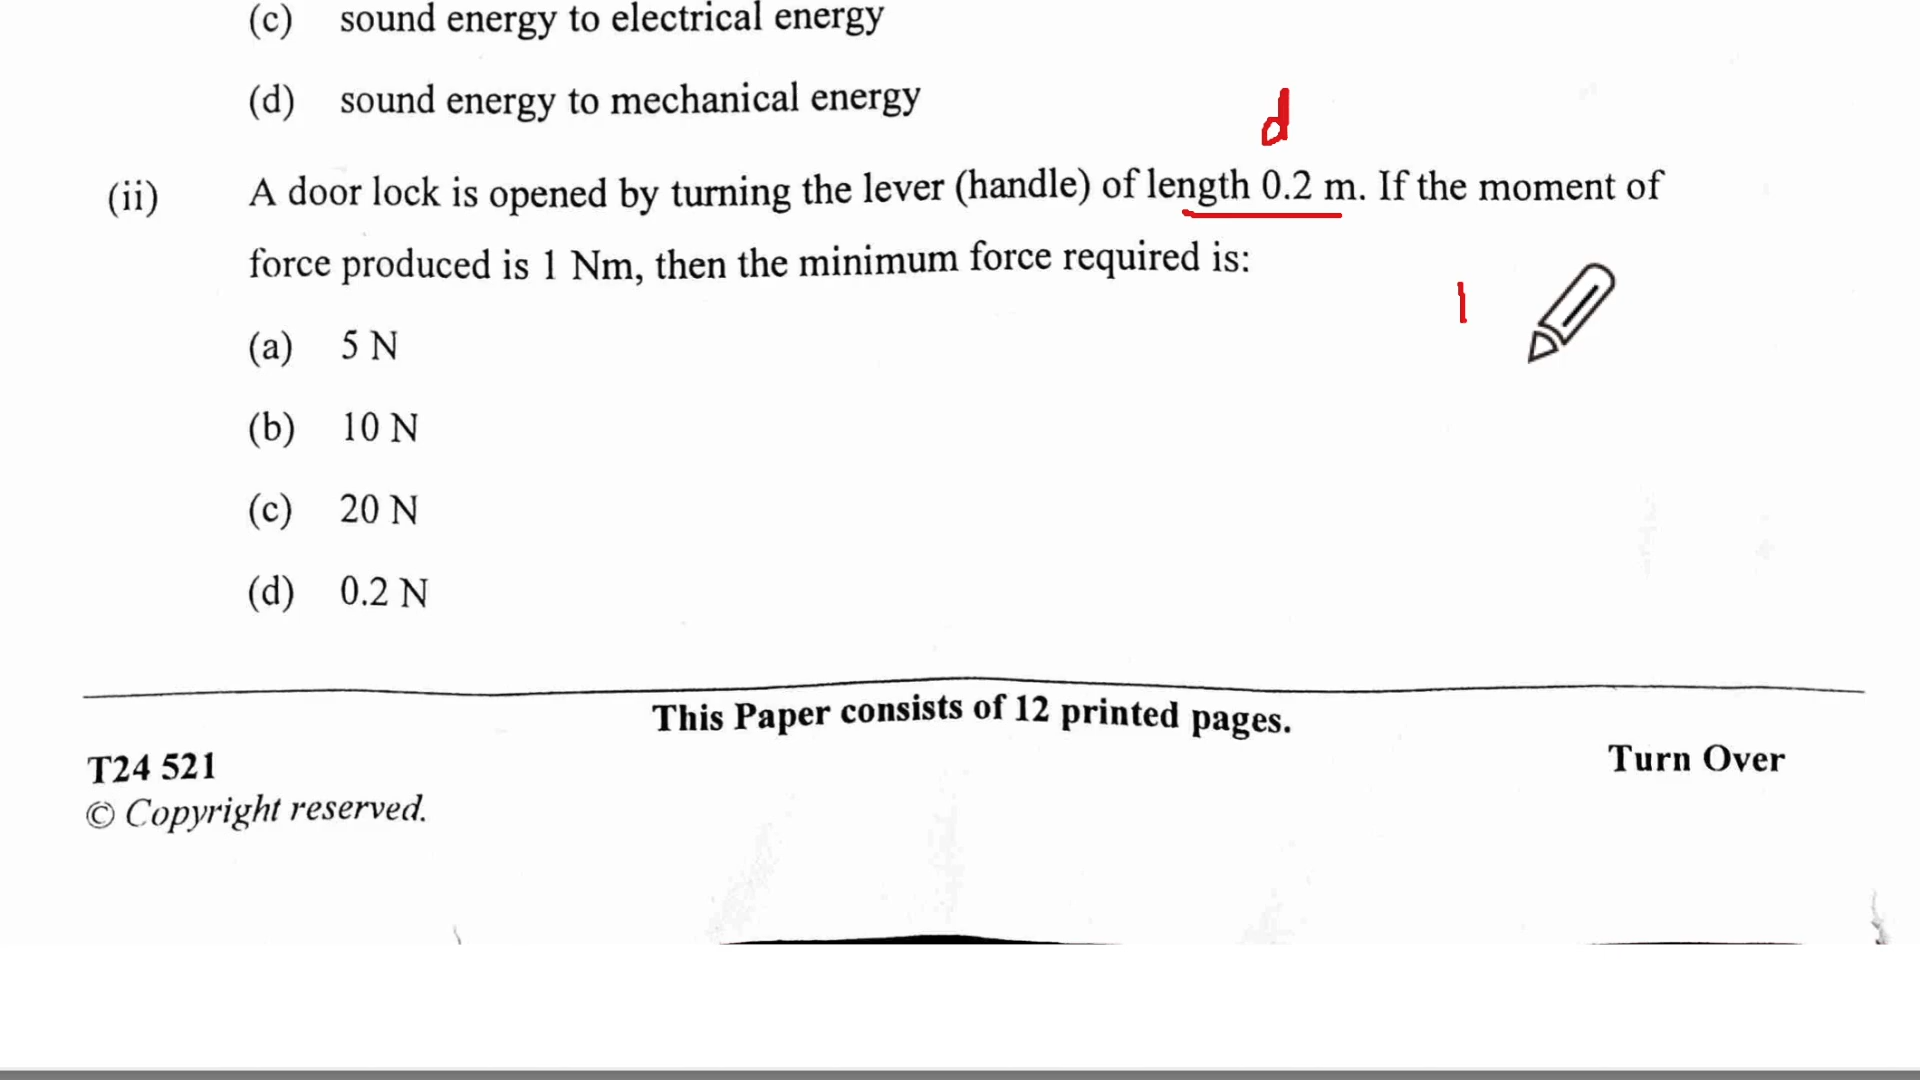 (c) sound energy to electrical energy
(d) sound energy to mechanical energy
d
(ii) A door lock is opened by turning the lever (handle) of length 0.2 m. If the moment of
force produced is 1 Nm, then the minimum force required is:
1
(a) 5 N
(b) 10 N
(c) 20 N
(d) 0.2 N
This Paper consists of 12 printed pages.
T24 521
Turn Over
© Copyright reserved.